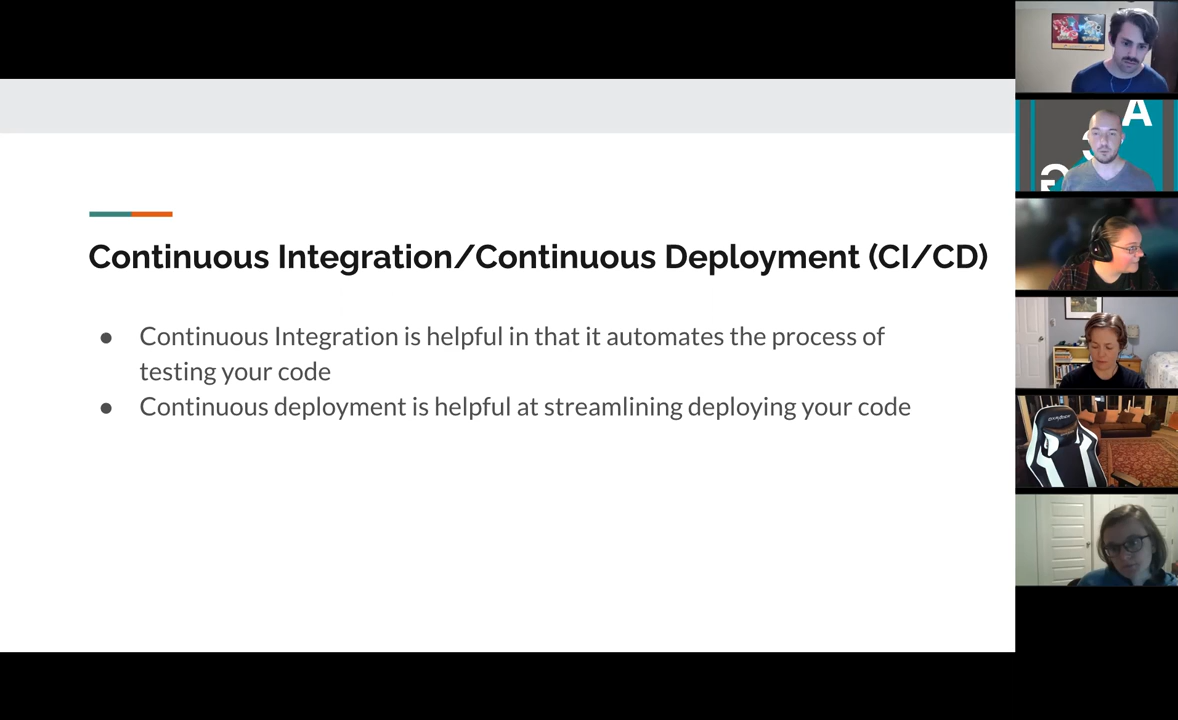 Continuous Integration/Continuous Deployment (CI/CD)
● Continuous Integration is helpful in that it automates the process of
testing your code
● Continuous deployment is helpful at streamlining deploying your code
A
G